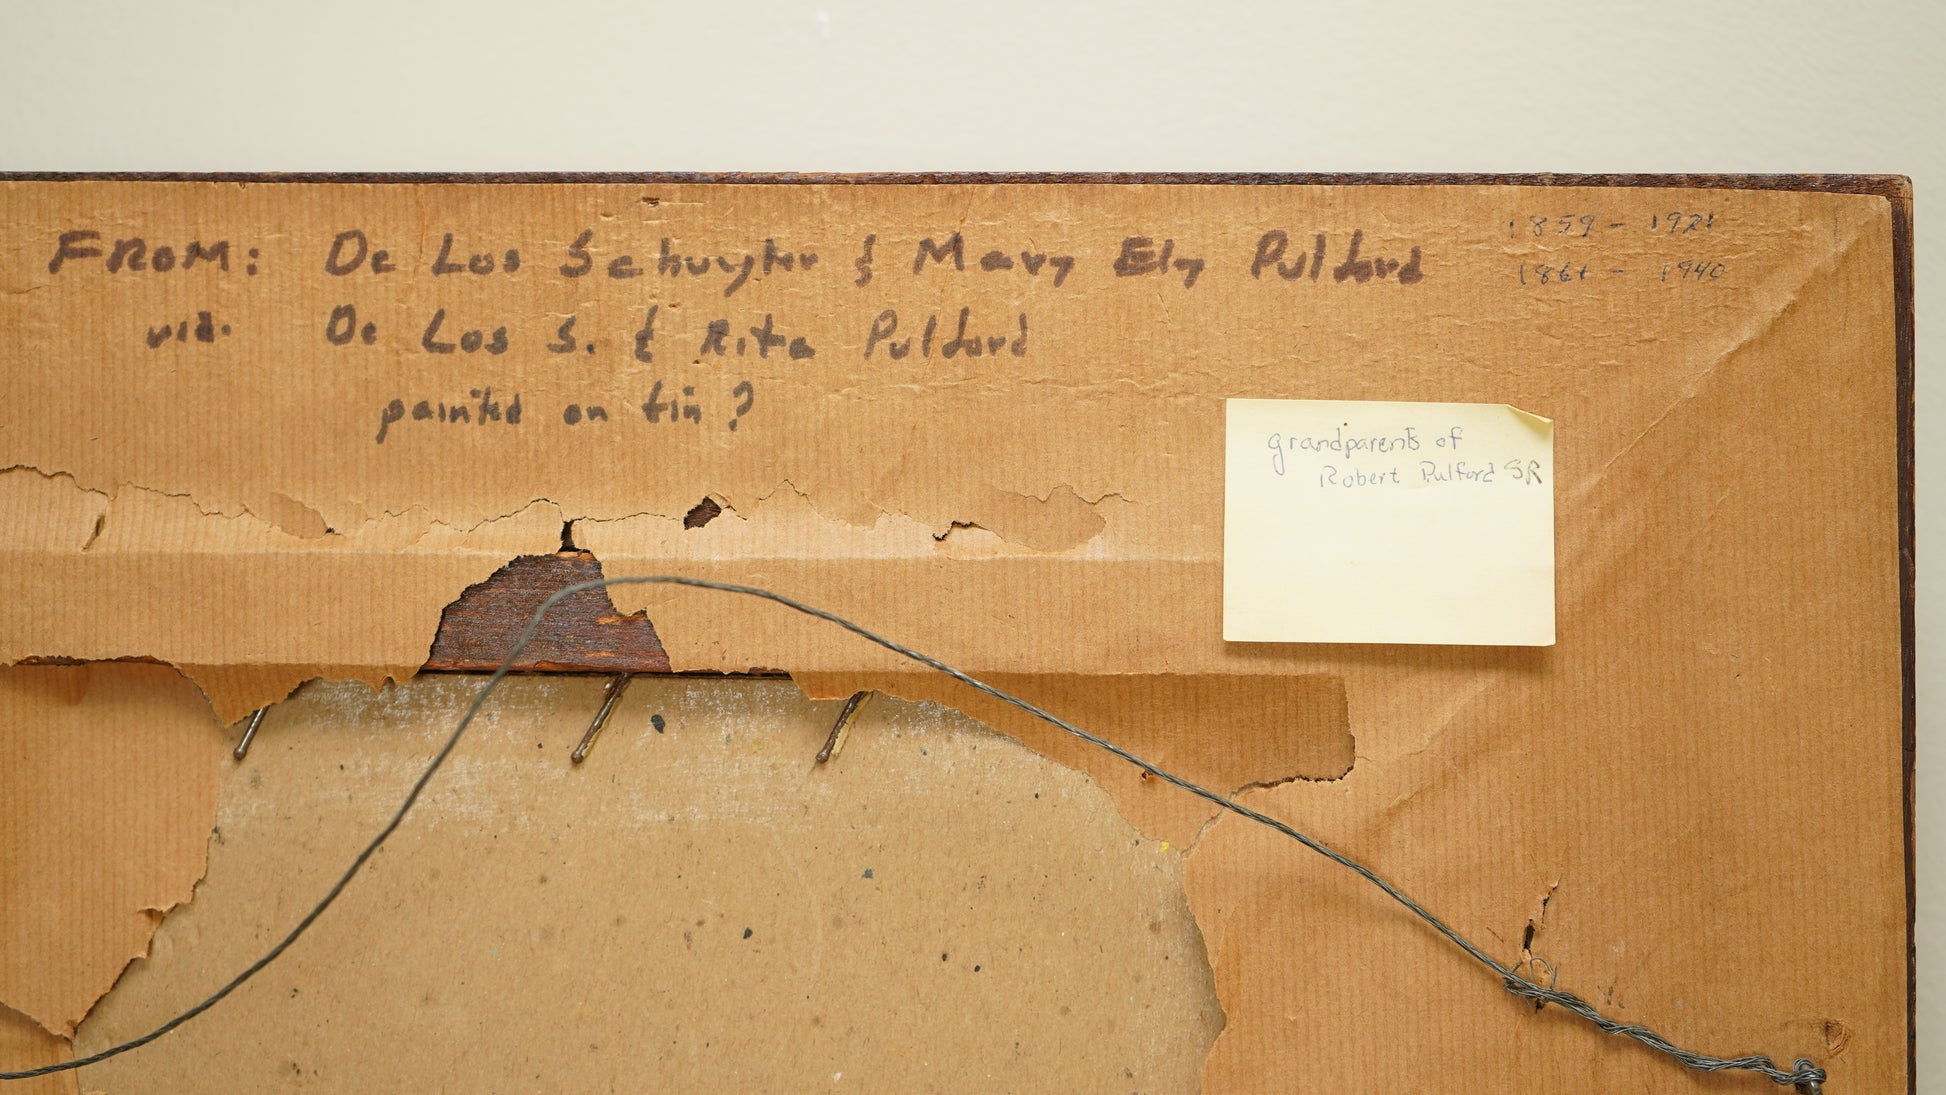 FROM: De Los Schuyler & Mary Ely Pulford
1859 - 1921
1861 - 1940
via. De Los S. & Rita Pulford
painted on tin?
grandparents of
Robert Pulford SR